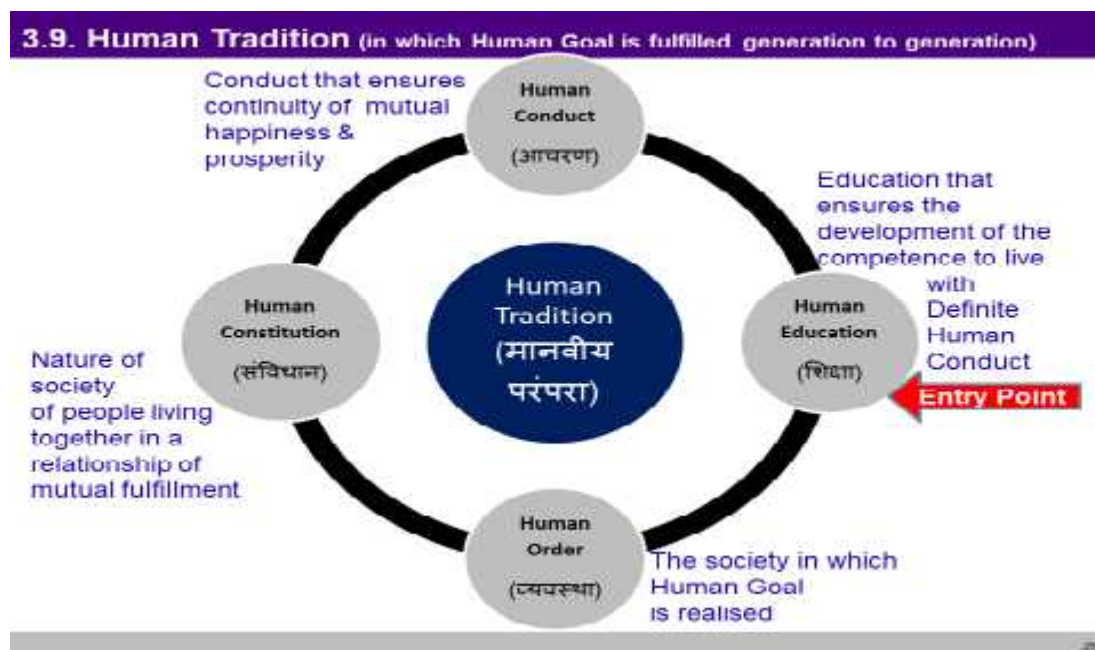 3.9. Human Tradition (in which Human Goal is fulfilled generation to generation)
Conduct that ensures
continuity of mutual
happiness &
prosperity
Human
Conduct
(आचरण)
Education that
ensures the
development of the
competence to live
with
Definite
Human
Conduct
Human
Education
(शिक्षा)
Entry Point
Human
Tradition
(मानवीय
परंपरा)
Human
Constitution
(संविधान)
Nature of
society
of people living
together in a
relationship of
mutual fulfillment
Human
Order
(व्यवस्था)
The society in which
Human Goal
is realised